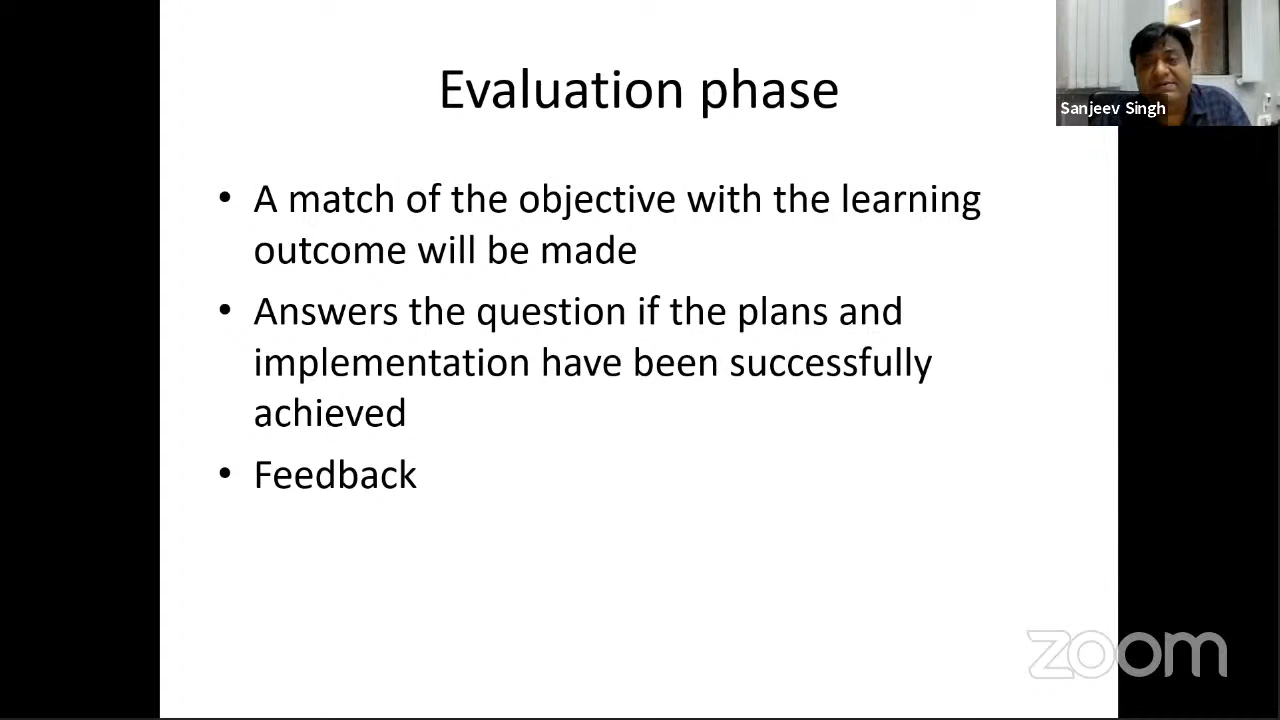 Evaluation phase
Sanjeev Singh
• A match of the objective with the learning
outcome will be made
• Answers the question if the plans and
implementation have been successfully
achieved
• Feedback
zoom